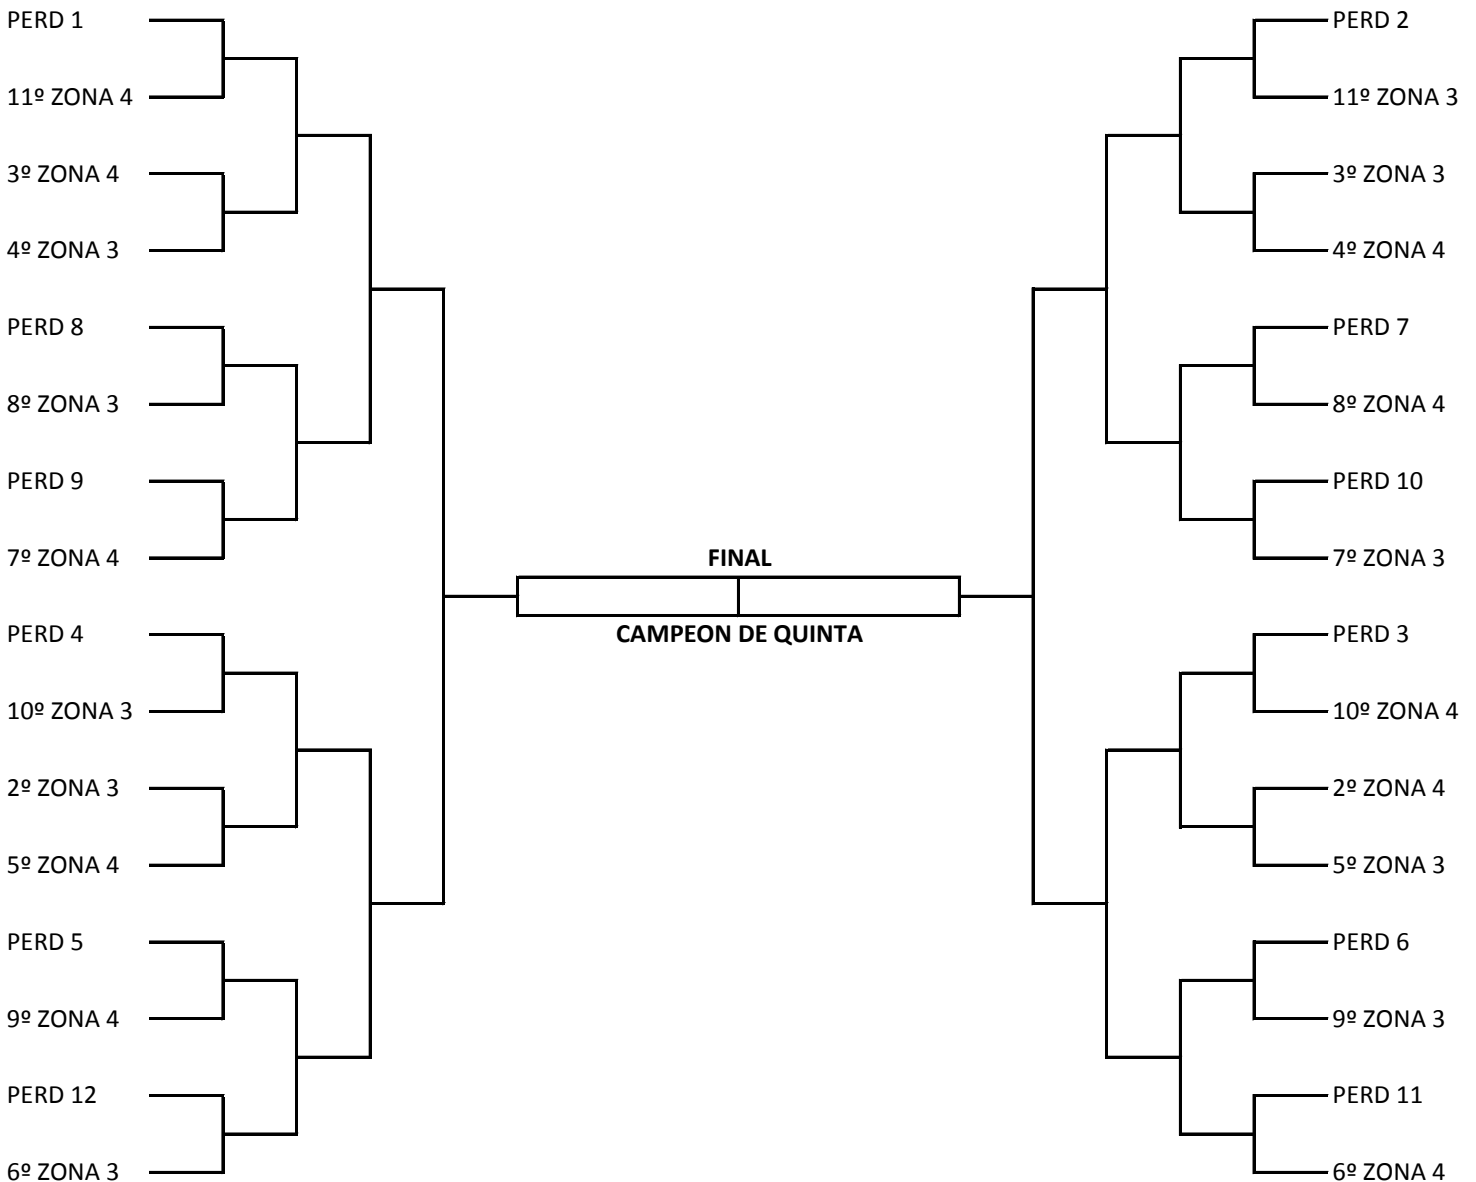 PERD 1
11º ZONA 4
3º ZONA 4
4º ZONA 3
PERD 8
8º ZONA 3
PERD 9
7º ZONA 4
PERD 4
10º ZONA 3
2º ZONA 3
5º ZONA 4
PERD 5
9º ZONA 4
PERD 12
6º ZONA 3
FINAL
CAMPEON DE QUINTA
PERD 2
11º ZONA 3
3º ZONA 3
4º ZONA 4
PERD 7
8º ZONA 4
PERD 10
7º ZONA 3
PERD 3
10º ZONA 4
2º ZONA 4
5º ZONA 3
PERD 6
9º ZONA 3
PERD 11
6º ZONA 4